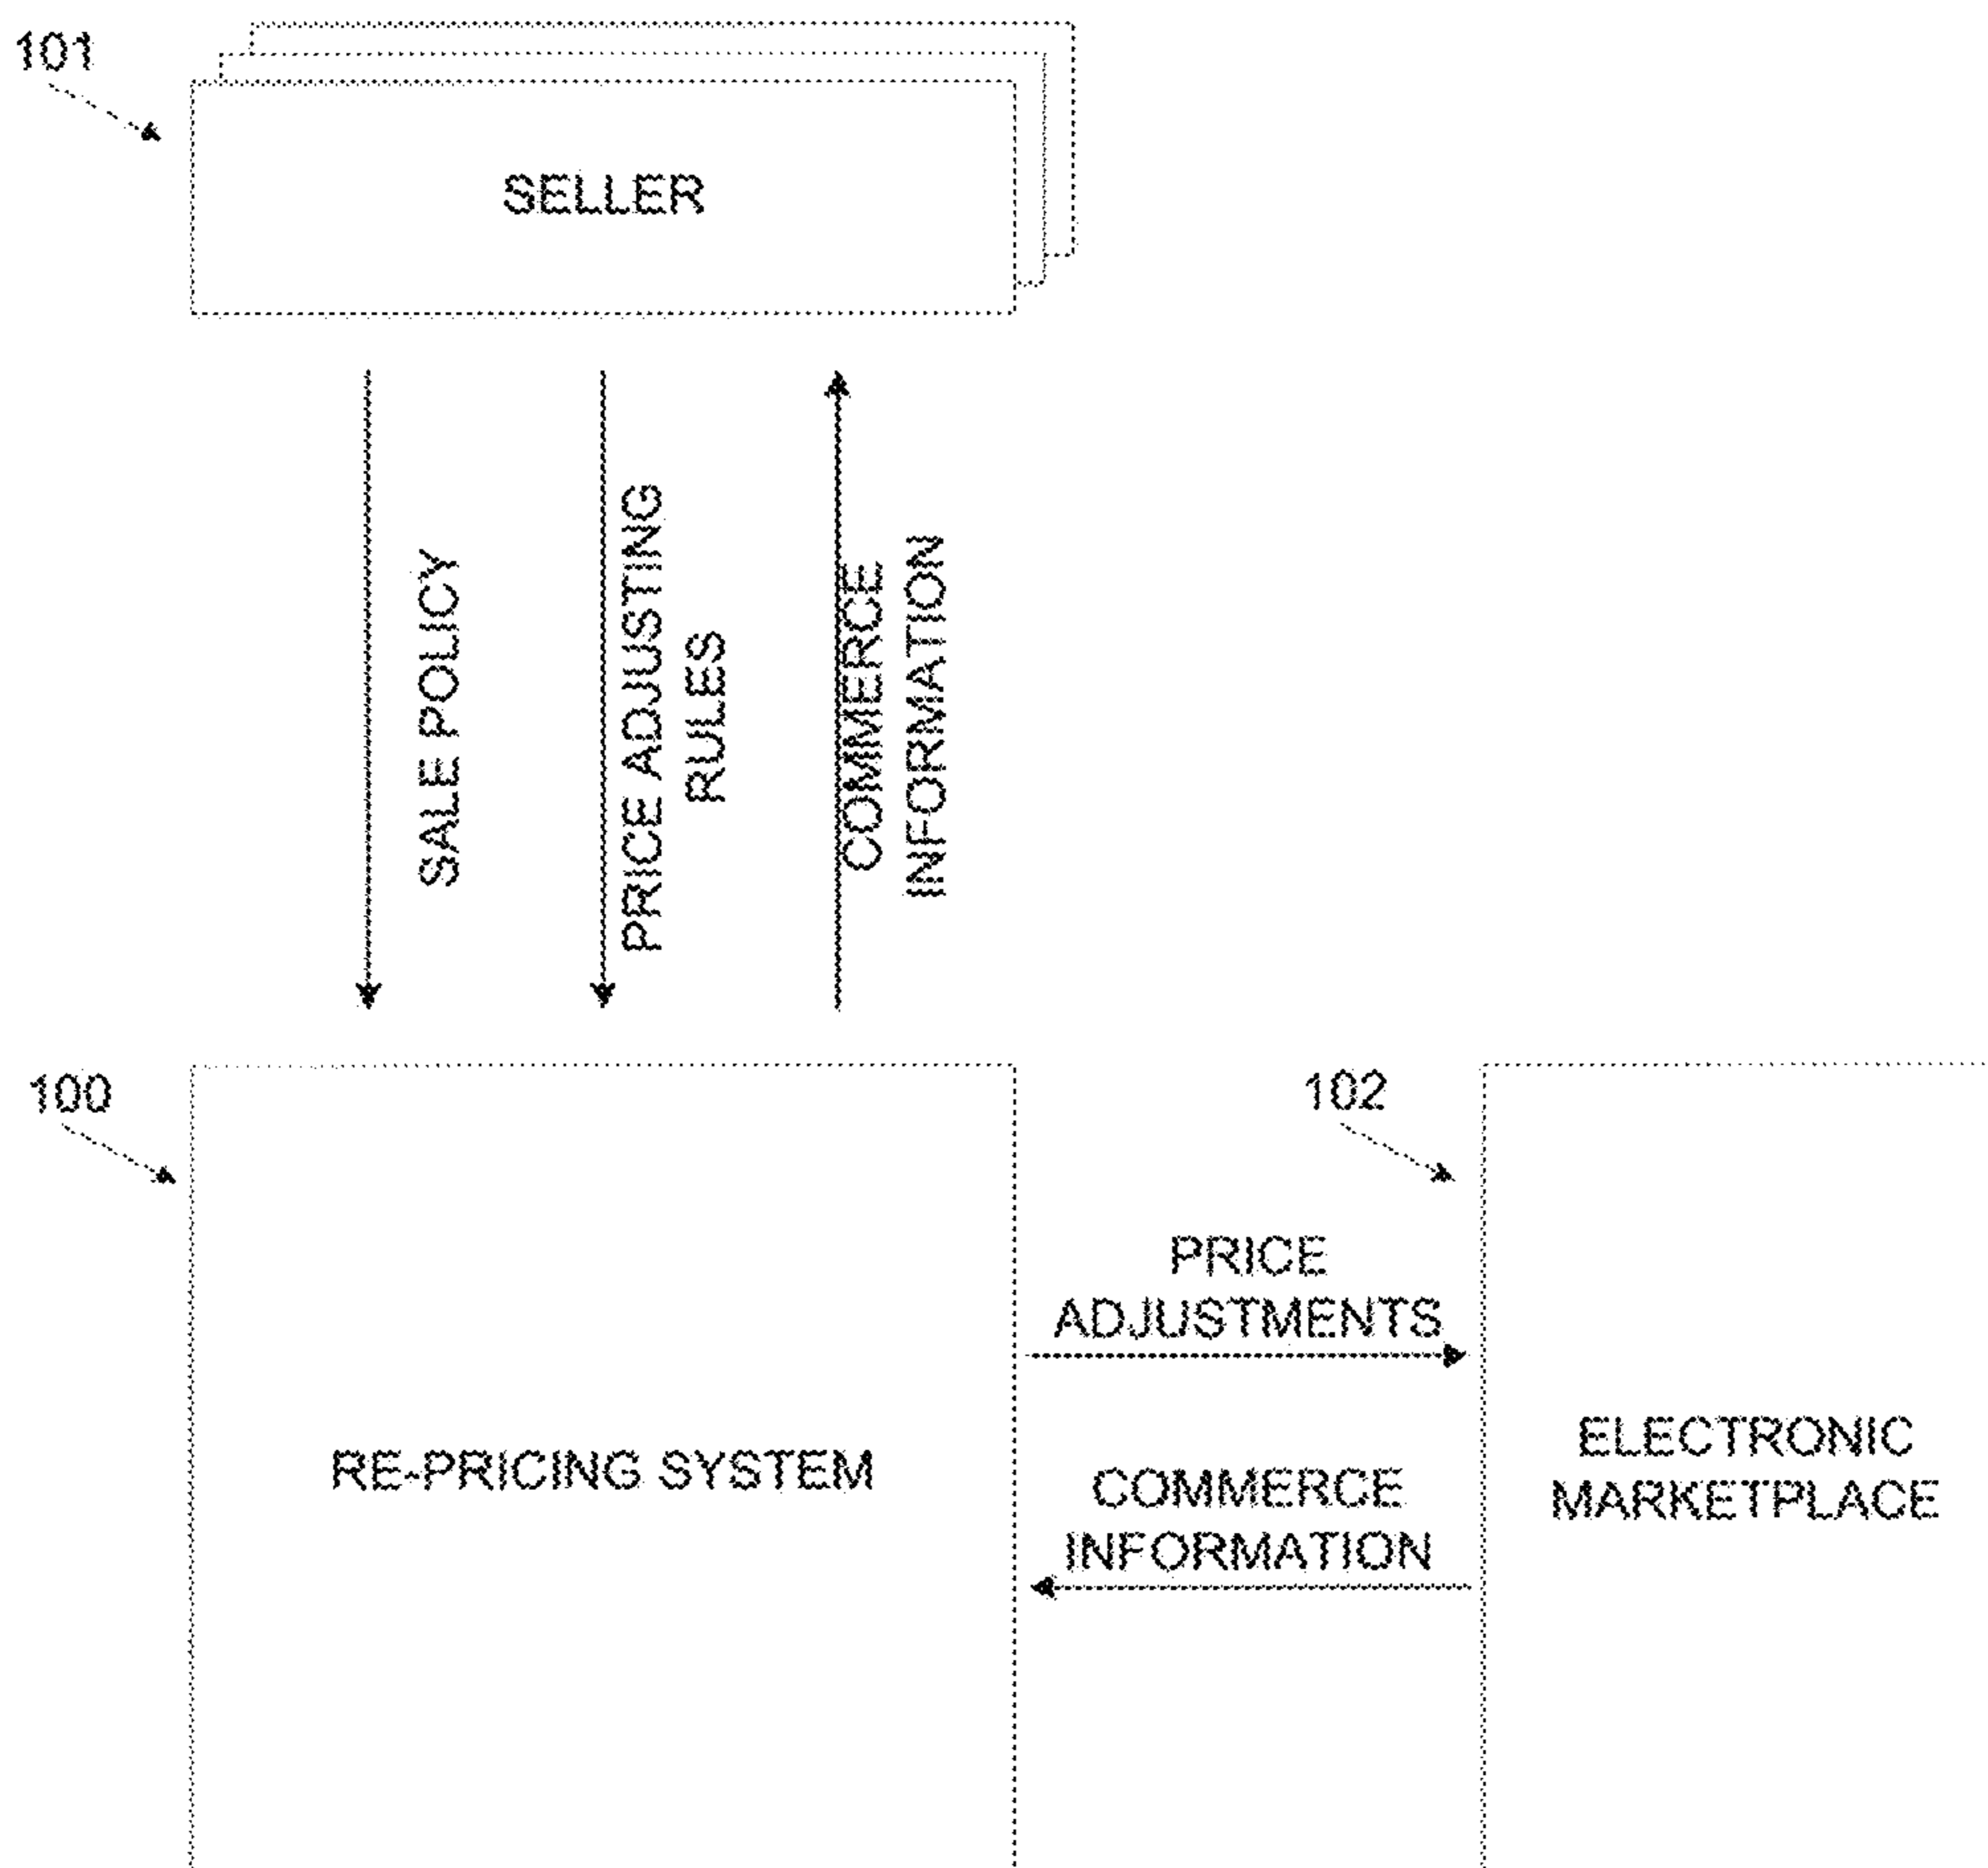 101
SELLER
SALE POLICY
PRICE ADJUSTING
RULES
COMMERCE
INFORMATION
100
102
PRICE
ADJUSTMENTS
RE-PRICING SYSTEM
COMMERCE
INFORMATION
ELECTRONIC
MARKETPLACE